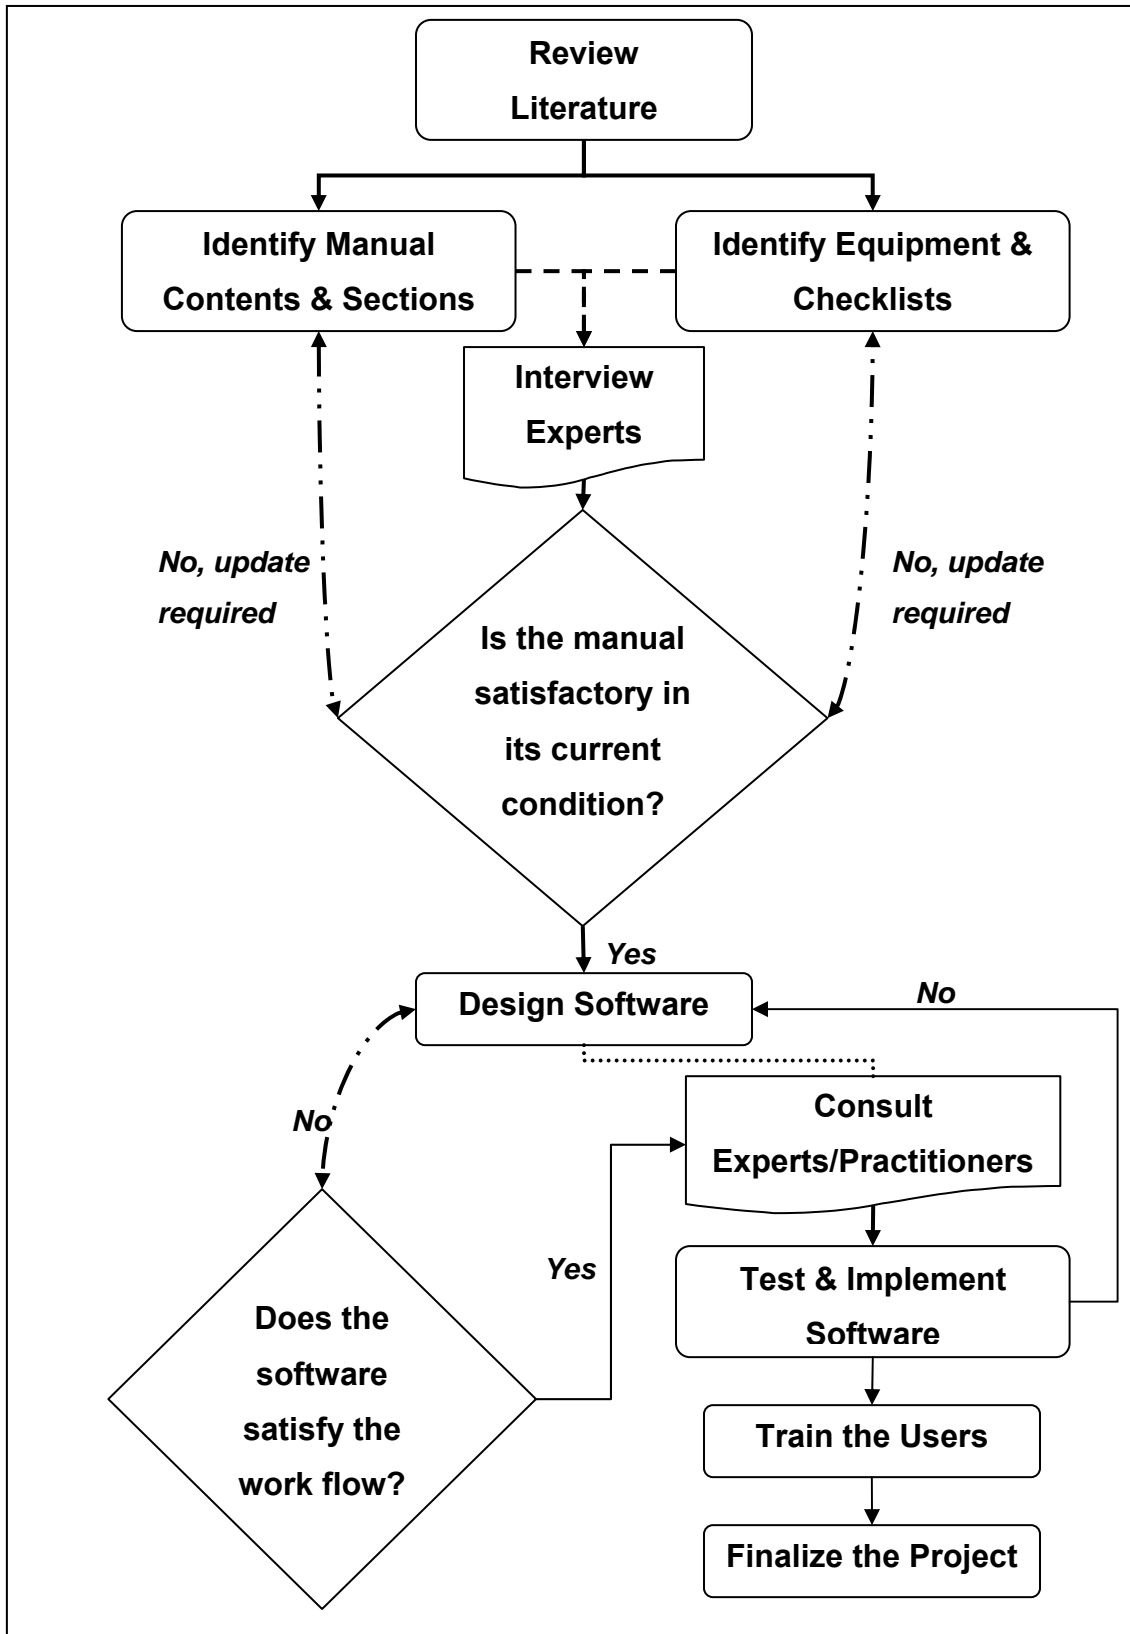 Review
Literature
Identify Manual
Contents & Sections
Identify Equipment &
Checklists
Interview
Experts
No, update
required
No, update
required
Is the manual
satisfactory in
its current
condition?
Yes
Design Software
No
No
Consult
Experts/Practitioners
Yes
Test & Implement
Software
Does the
software
satisfy the
work flow?
Train the Users
Finalize the Project